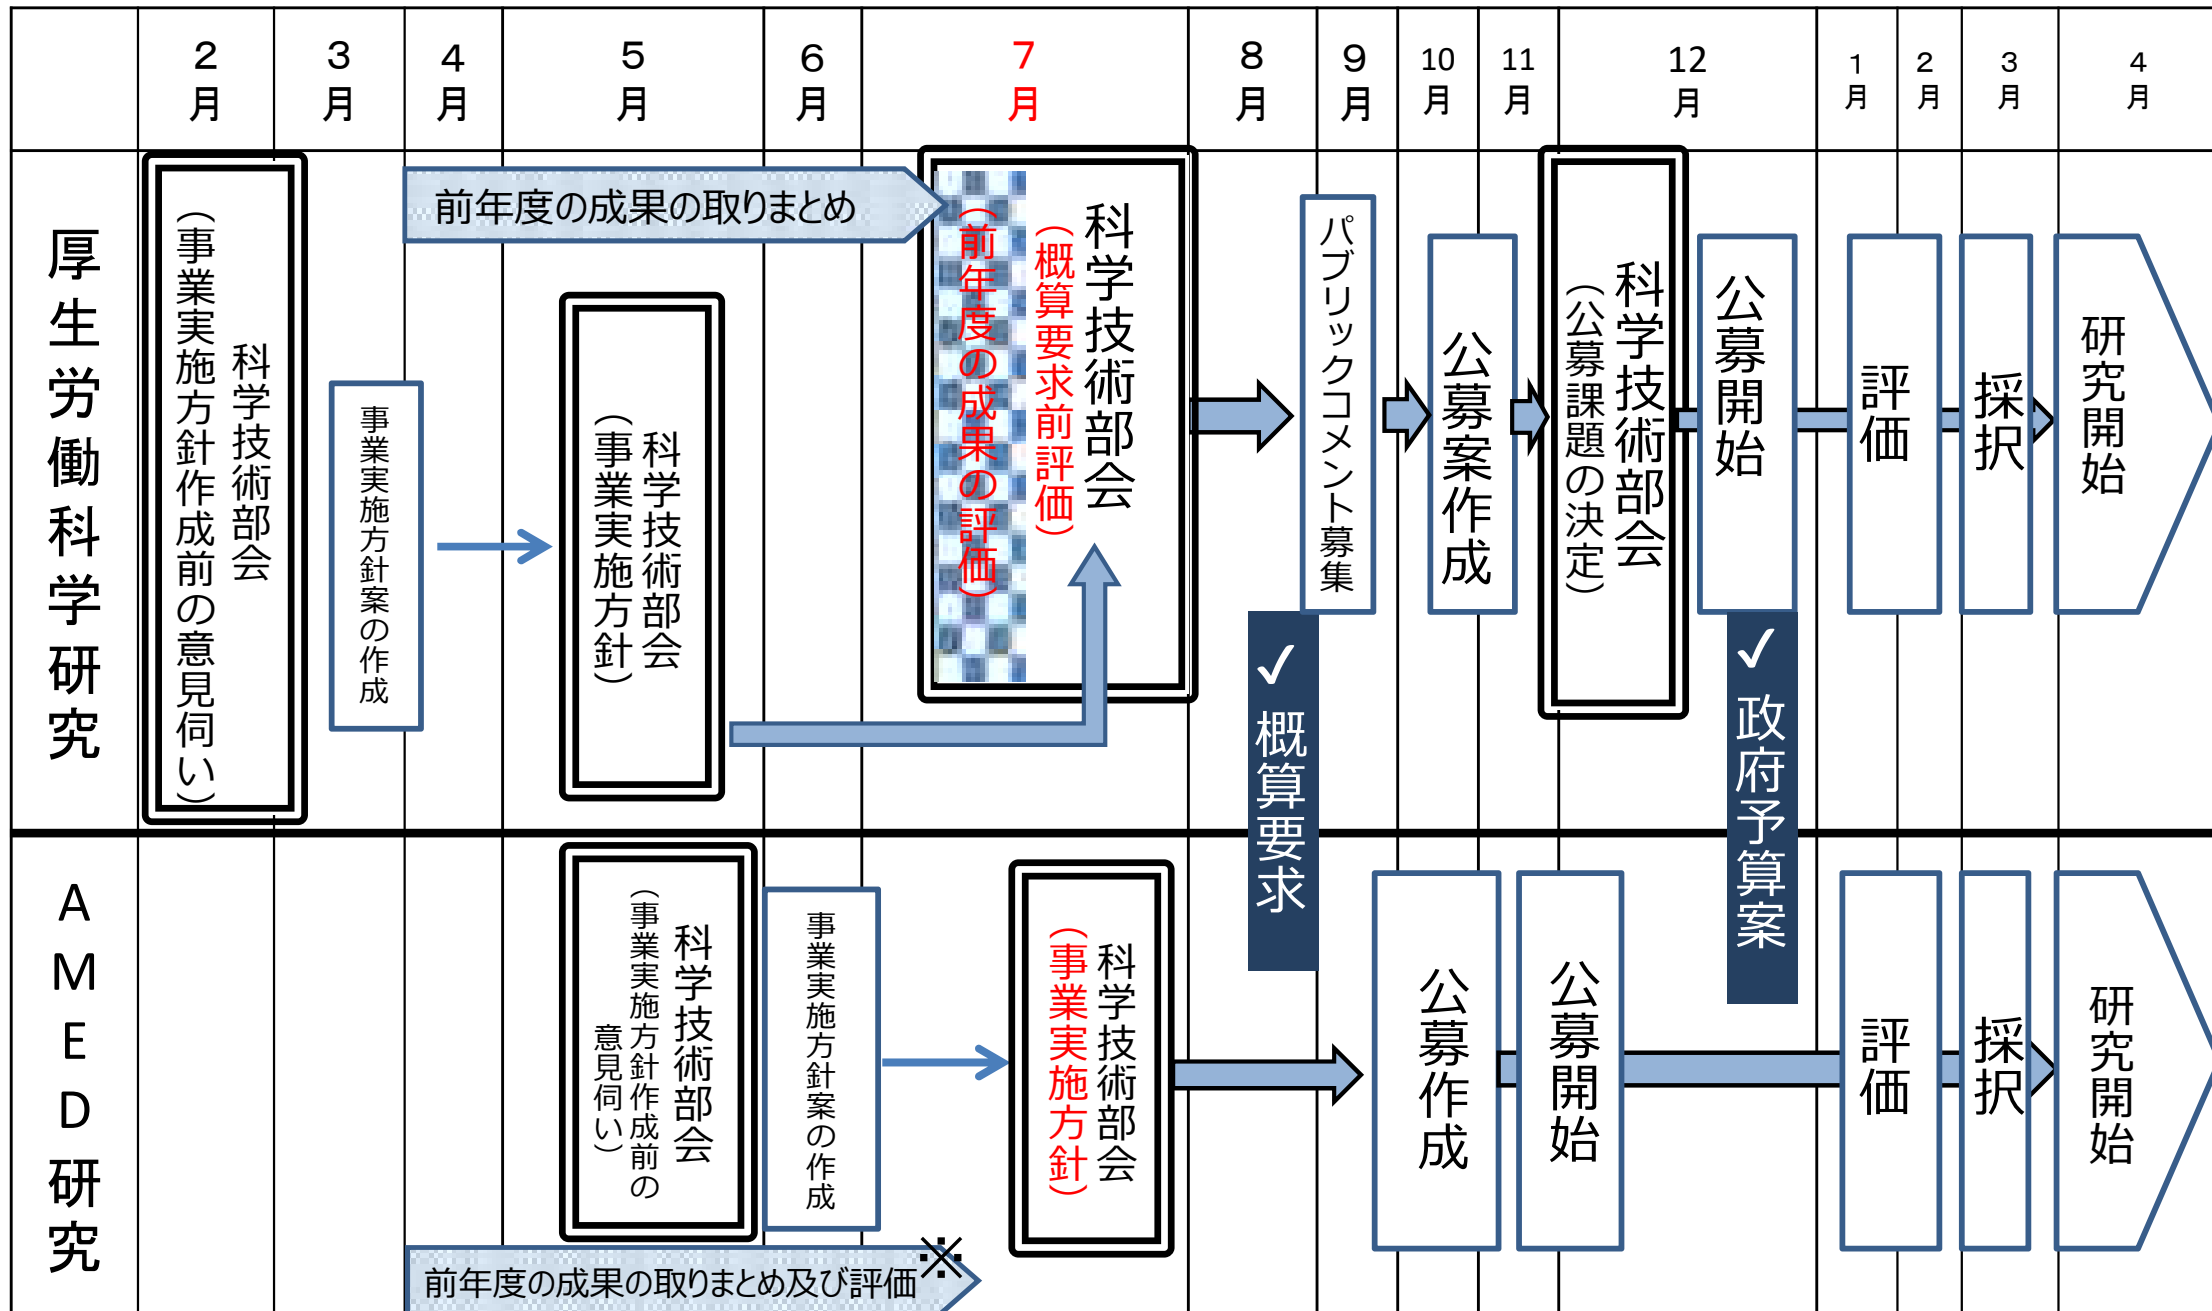 2月
3月
4月
5月
6月
7月
8月
9月
10月
11月
12月
1月
2月
3月
4月
厚生労働科学研究
科学技術部会
（事業実施方針作成前の意見伺い）
事業実施方針案の作成
前年度の成果の取りまとめ
科学技術部会
（事業実施方針）
科学技術部会
（概算要求前評価）
（前年度の成果の評価）
パブリックコメント募集
✓概算要求
公募案作成
科学技術部会
（公募課題の決定）
公募開始
✓政府予算案
評価
採択
研究開始
AMED研究
科学技術部会
（事業実施方針作成前の
意見伺い）
事業実施方針案の作成
前年度の成果の取りまとめ及び評価※
科学技術部会
（事業実施方針）
公募作成
公募開始
評価
採択
研究開始